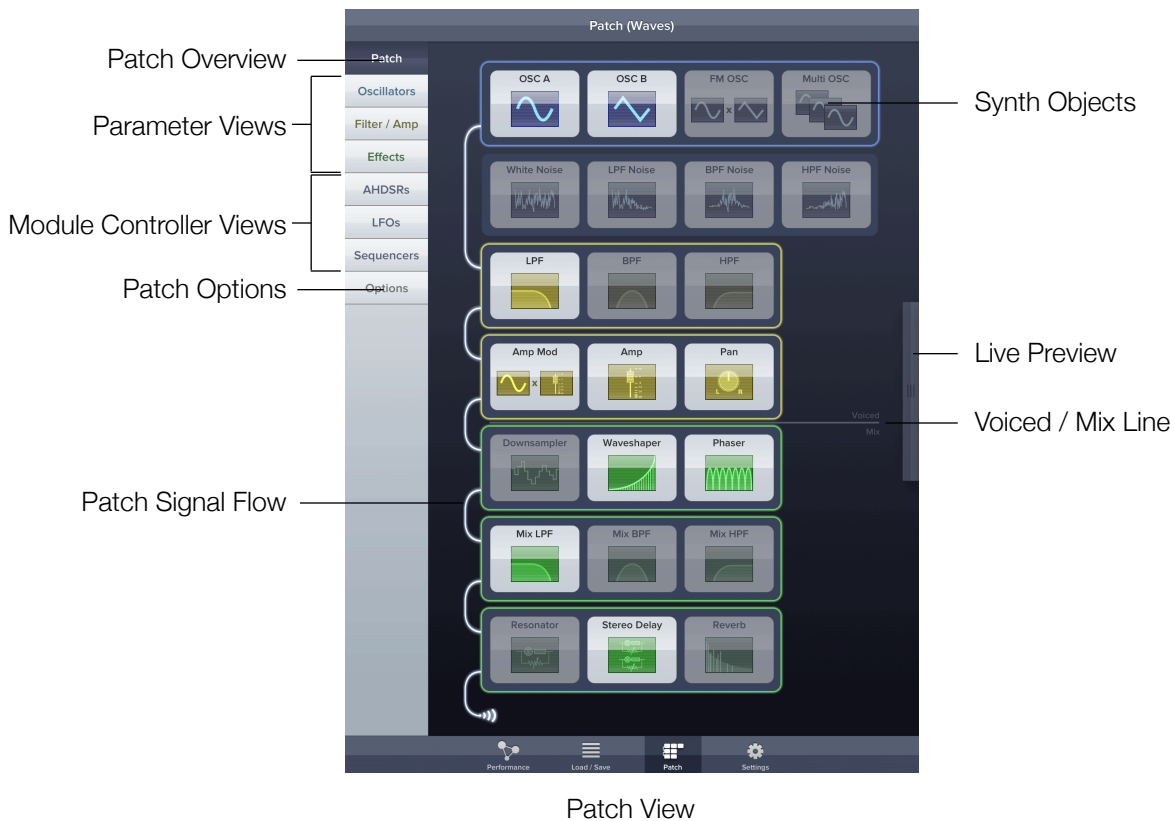 Patch (Waves)
Patch Overview
Patch
OSC A
OSC B
FM OSC
Multi OSC
x
Synth Objects
Parameter Views
Oscillators
Filter / Amp
Effects
White Noise
LPF Noise
BPF Noise
HPF Noise
Module Controller Views
AHDSRs
LFOs
Sequencers
Patch Options
Options
LPF
BPF
HPF
Live Preview
Amp Mod
Amp
Pan
x
L R
Voiced
Mix
Voiced / Mix Line
Downsampler
Waveshaper
Phaser
Patch Signal Flow
Mix LPF
Mix BPF
Mix HPF
Resonator
Stereo Delay
Reverb
Performance
Load / Save
Patch
Settings
Patch View